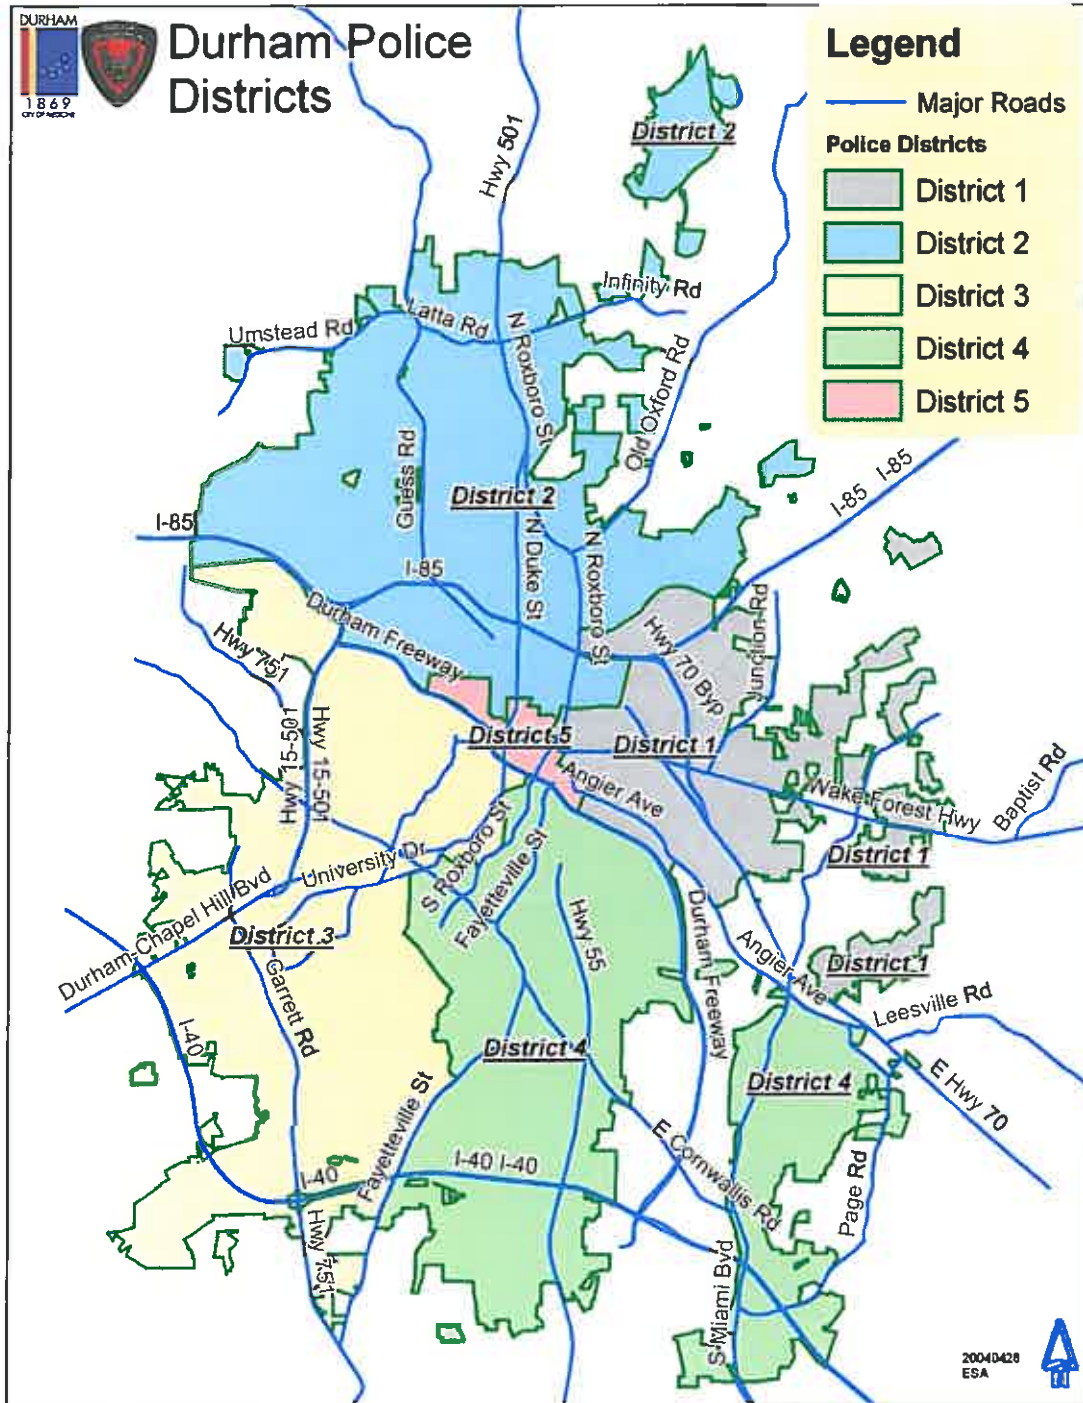 DURHAM
1869
CITY OF MEDICINE
Durham Police
Districts
Legend
Major Roads
Police Districts
District 1
District 2
District 3
District 4
District 5
Hwy 501
District 2
Infinity Rd
Latta Rd
Umstead Rd
N Roxboro St
Old Oxford Rd
Guess Rd
District 2
I-85
I-85
I-85
N Duke St
N Roxboro St
I-85
Durham Freeway
Hwy 70 Byp
Junction Rd
Hwy 751
Hwy 15-501
Hwy 15-501
District 5
District 1
Angier Ave
Wake Forest Hwy
Baptist Rd
District 1
University Dr
S Roxboro St
Fayetteville St
Durham-Chapel Hill Bvd
District 3
Garrett Rd
Hwy 55
Durham Freeway
Angier Ave
District 1
Leesville Rd
I-40
District 4
District 4
E Hwy 70
Fayetteville St
E Cornwallis Rd
I-40 I-40
I-40
Page Rd
Hwy 751
S Miami Bvd
20040428
ESA